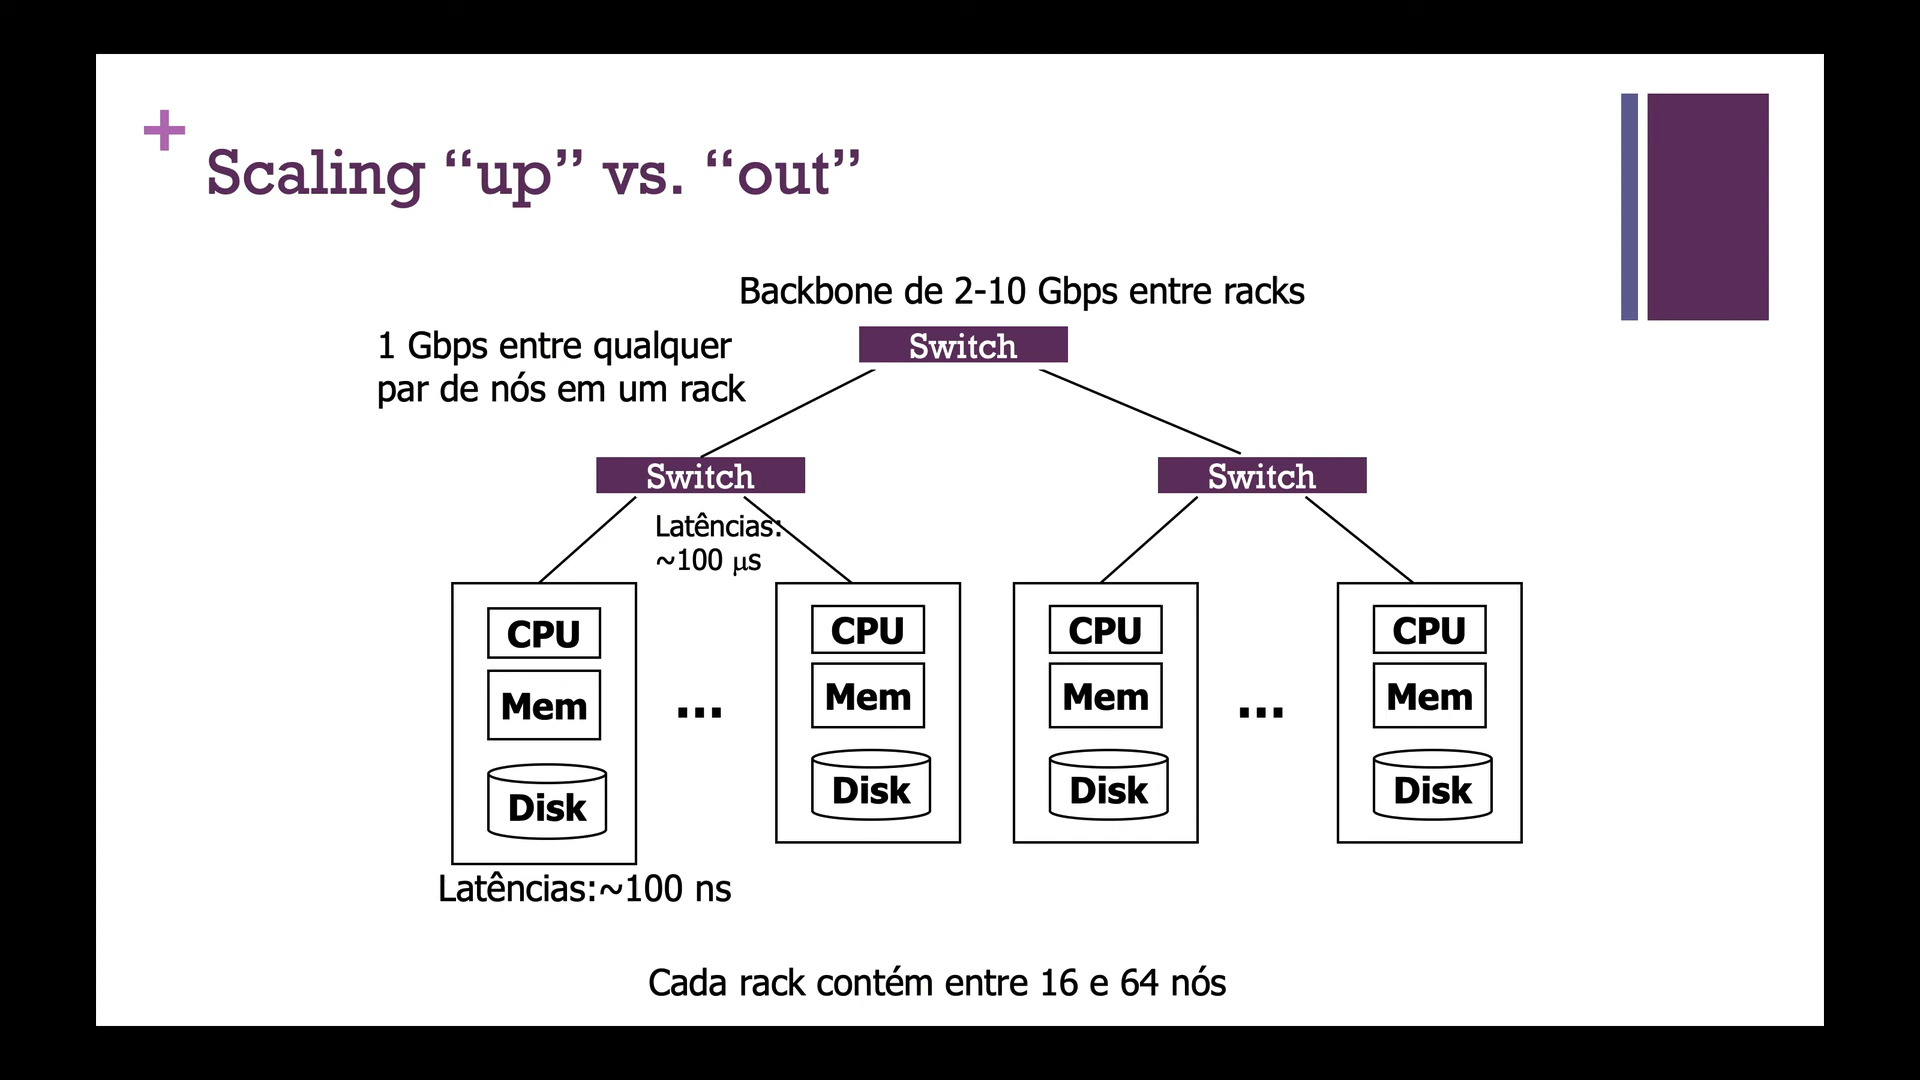 +
Scaling “up” vs. “out”
Backbone de 2-10 Gbps entre racks
1 Gbps entre qualquer
par de nós em um rack
Switch
Switch
Switch
Latências:
~100 μs
CPU
CPU
CPU
CPU
Mem
...
Mem
Mem
...
Mem
Disk
Disk
Disk
Disk
Latências:~100 ns
Cada rack contém entre 16 e 64 nós